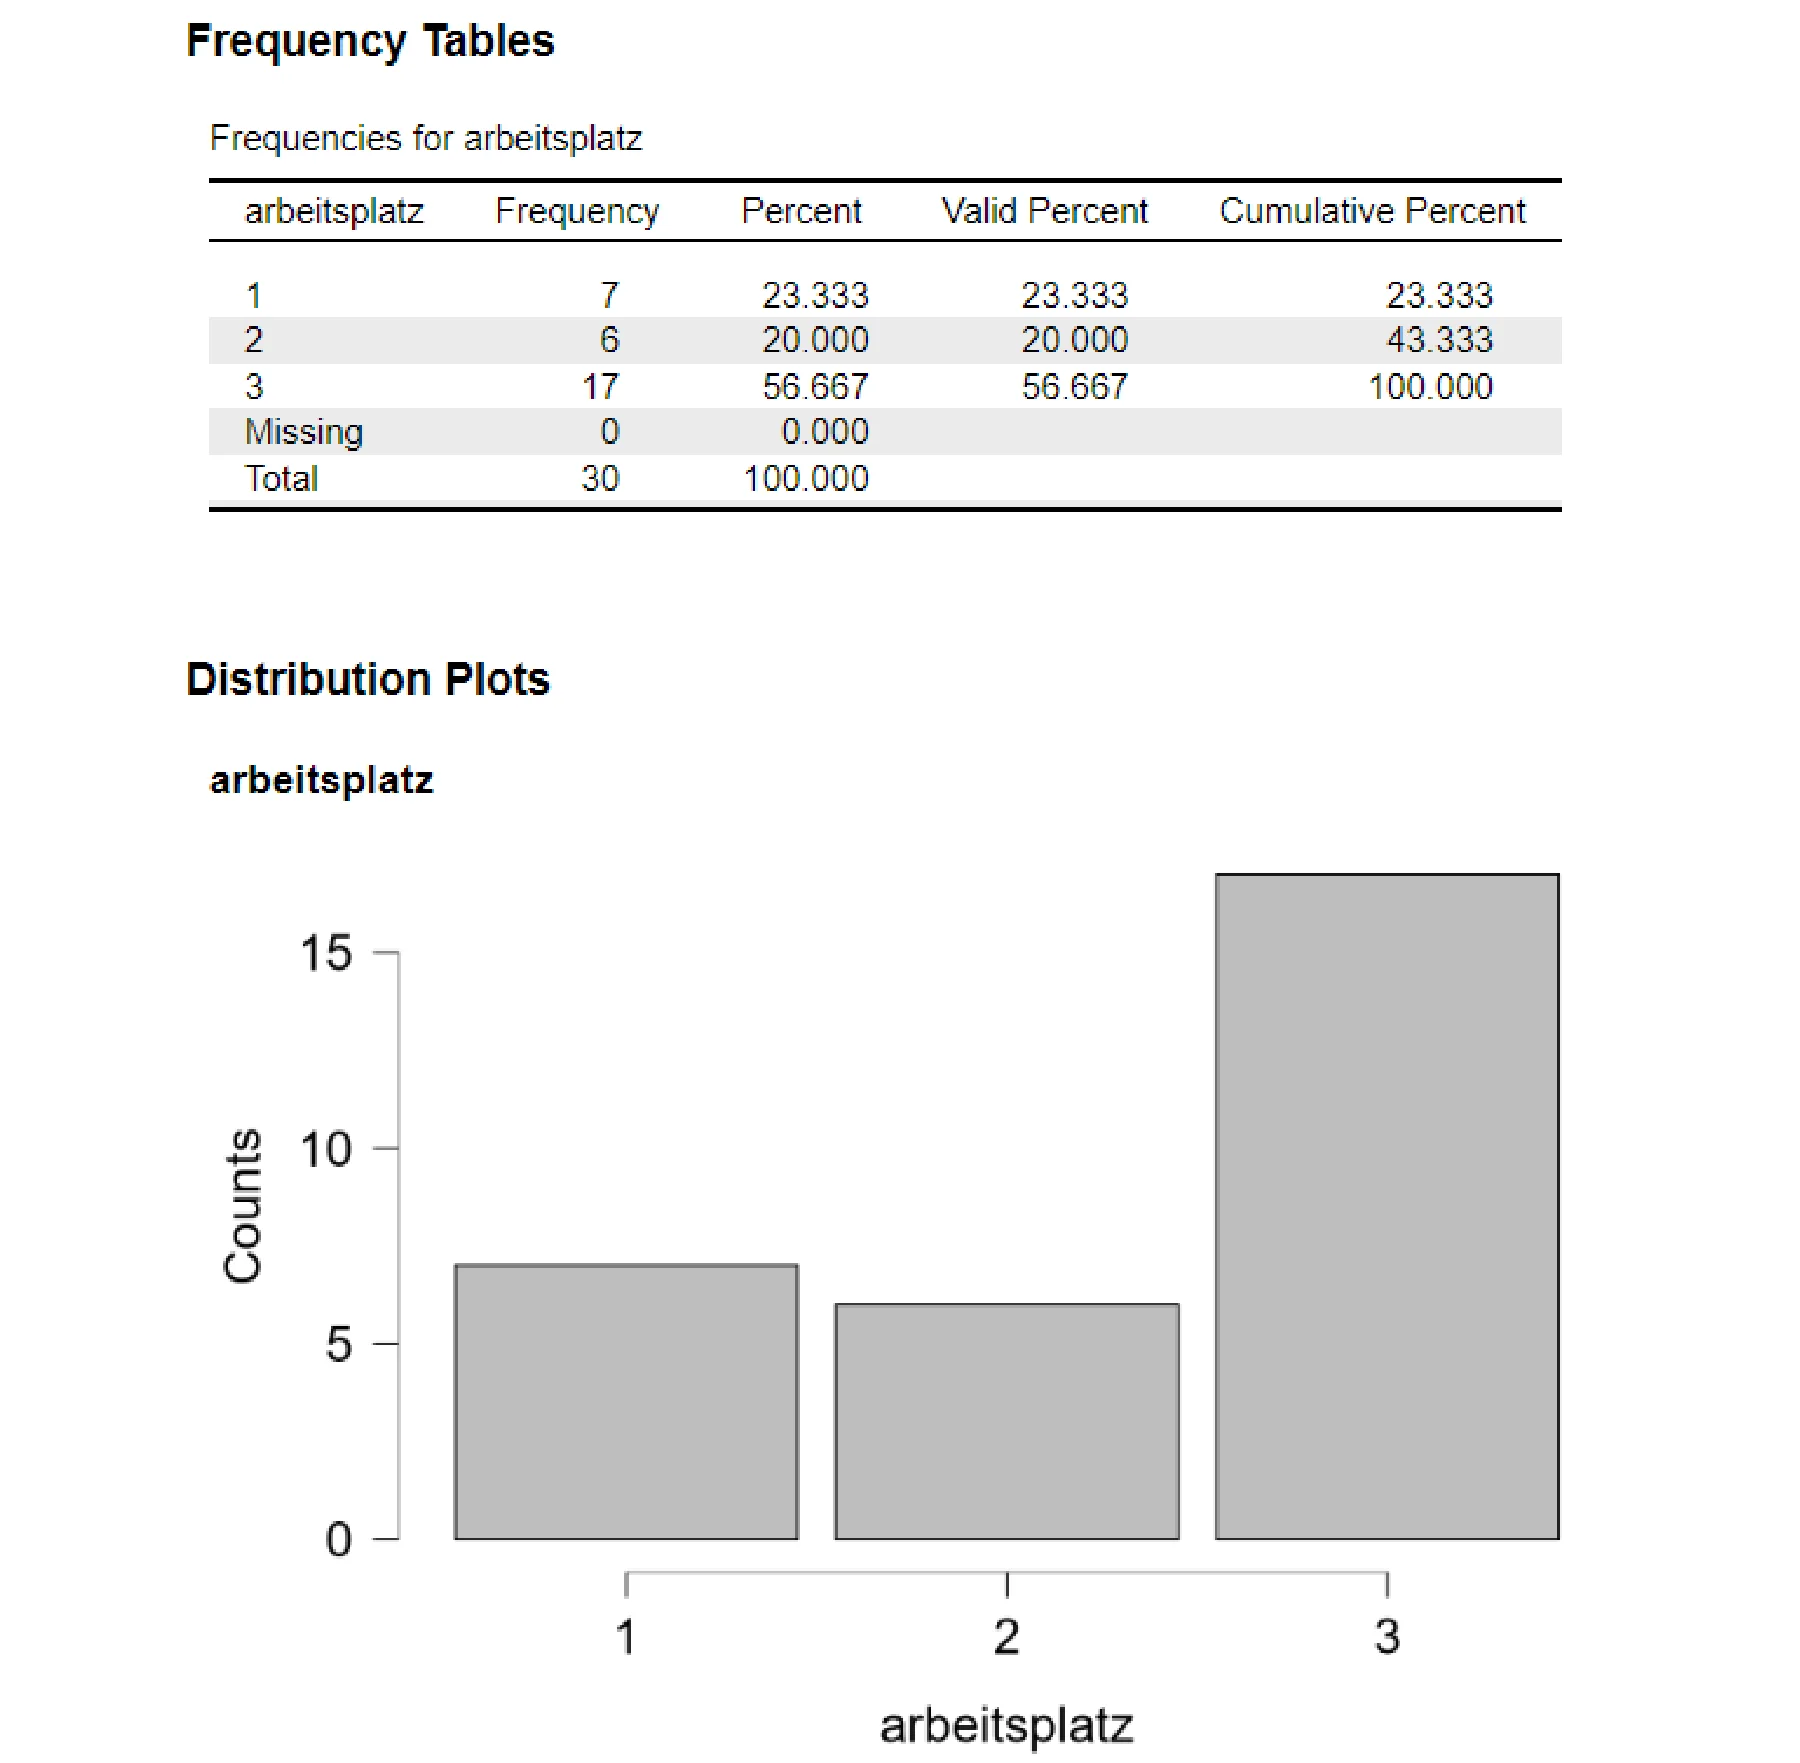 Frequency Tables
Frequencies for arbeitsplatz
arbeitsplatz Frequency Percent Valid Percent Cumulative Percent
1 7 23.333 23.333 23.333
2 6 20.000 20.000 43.333
3 17 56.667 56.667 100.000
Missing 0 0.000
Total 30 100.000
Distribution Plots
arbeitsplatz
15
10
5
0
Counts
1 2 3
arbeitsplatz